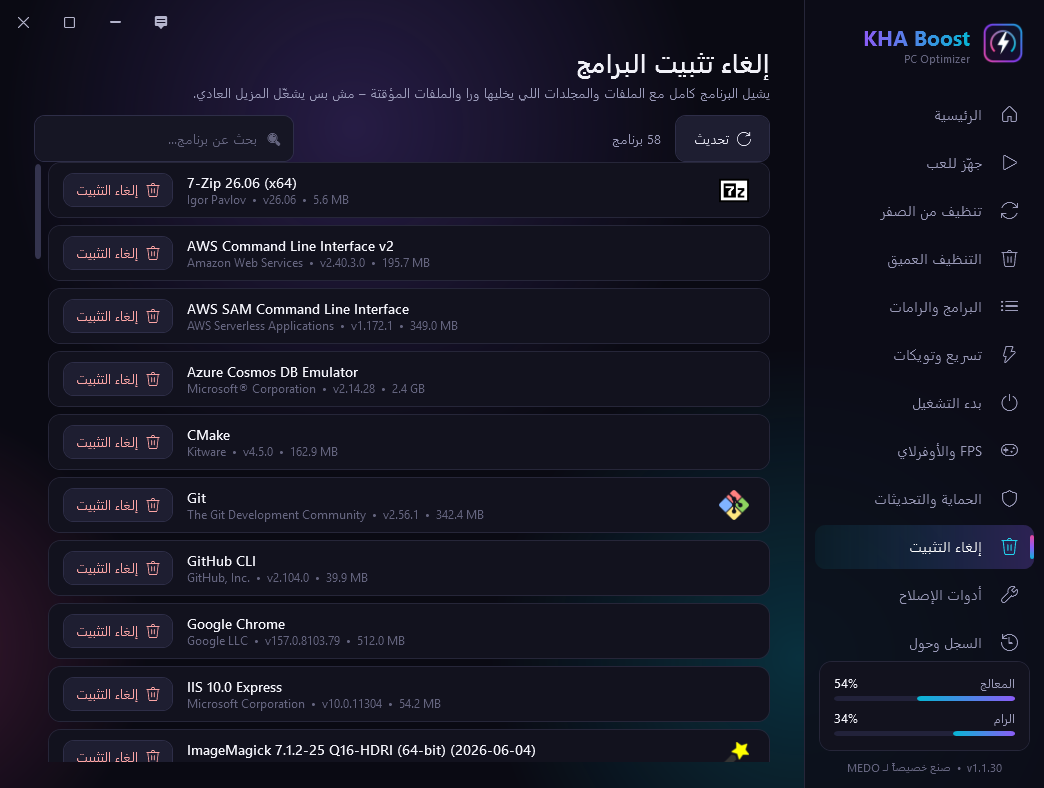 KHA Boost
PC Optimizer
الرئيسية
جهّز للعب
تنظيف من الصفر
التنظيف العميق
البرامج والرامات
تسريع وتويكات
بدء التشغيل
FPS والأوفرلاي
الحماية والتحديثات
إلغاء التثبيت
أدوات الإصلاح
السجل وحول
المعالج 54%
الرام 34%
صنع خصيصاً لـ MEDO • v1.1.30
إلغاء تثبيت البرامج
يشيل البرنامج كامل مع الملفات والمجلدات اللي يخليها ورا والملفات المؤقتة – مش بس يشغّل المزيل العادي.
تحديث
58 برنامج
بحث عن برنامج...
7-Zip 26.06 (x64)
Igor Pavlov • v26.06 • 5.6 MB
إلغاء التثبيت
AWS Command Line Interface v2
Amazon Web Services • v2.40.3.0 • 195.7 MB
إلغاء التثبيت
AWS SAM Command Line Interface
AWS Serverless Applications • v1.172.1 • 349.0 MB
إلغاء التثبيت
Azure Cosmos DB Emulator
Microsoft® Corporation • v2.14.28 • 2.4 GB
إلغاء التثبيت
CMake
Kitware • v4.5.0 • 162.9 MB
إلغاء التثبيت
Git
The Git Development Community • v2.56.1 • 342.4 MB
إلغاء التثبيت
GitHub CLI
GitHub, Inc. • v2.104.0 • 39.9 MB
إلغاء التثبيت
Google Chrome
Google LLC • v157.0.8103.79 • 512.0 MB
إلغاء التثبيت
IIS 10.0 Express
Microsoft Corporation • v10.0.11304 • 54.2 MB
إلغاء التثبيت
ImageMagick 7.1.2-25 Q16-HDRI (64-bit) (2026-06-04)
إلغاء التثبيت
7z